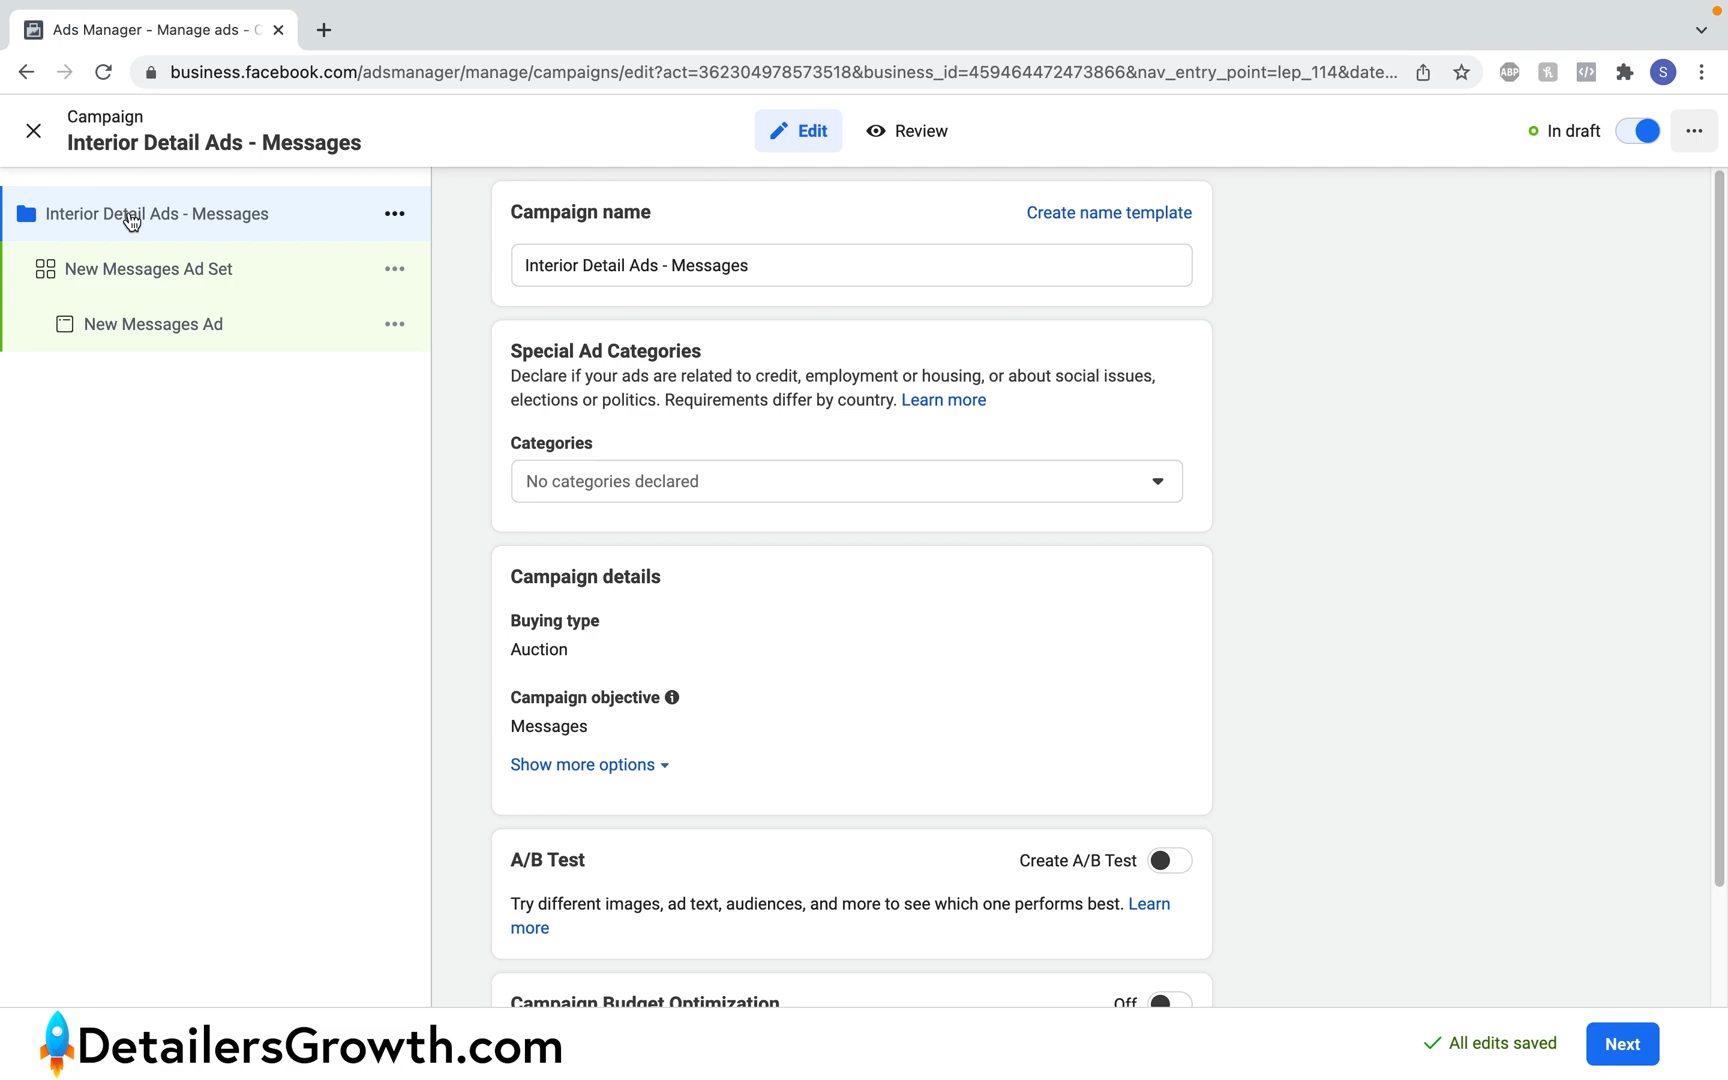 Ads Manager - Manage ads - C
business.facebook.com/adsmanager/manage/campaigns/edit?act=362304978573518&business_id=459464472473866&nav_entry_point=lep_114&date...
ABP
S
Campaign
Interior Detail Ads - Messages
Edit
Review
In draft
Interior Detail Ads - Messages
New Messages Ad Set
New Messages Ad
Campaign name
Create name template
Interior Detail Ads - Messages
Special Ad Categories
Declare if your ads are related to credit, employment or housing, or about social issues,
elections or politics. Requirements differ by country. Learn more
Categories
No categories declared
Campaign details
Buying type
Auction
Campaign objective
Messages
Show more options
A/B Test
Create A/B Test
Try different images, ad text, audiences, and more to see which one performs best. Learn
more
Campaign Budget Optimization
Off
DetailersGrowth.com
All edits saved
Next